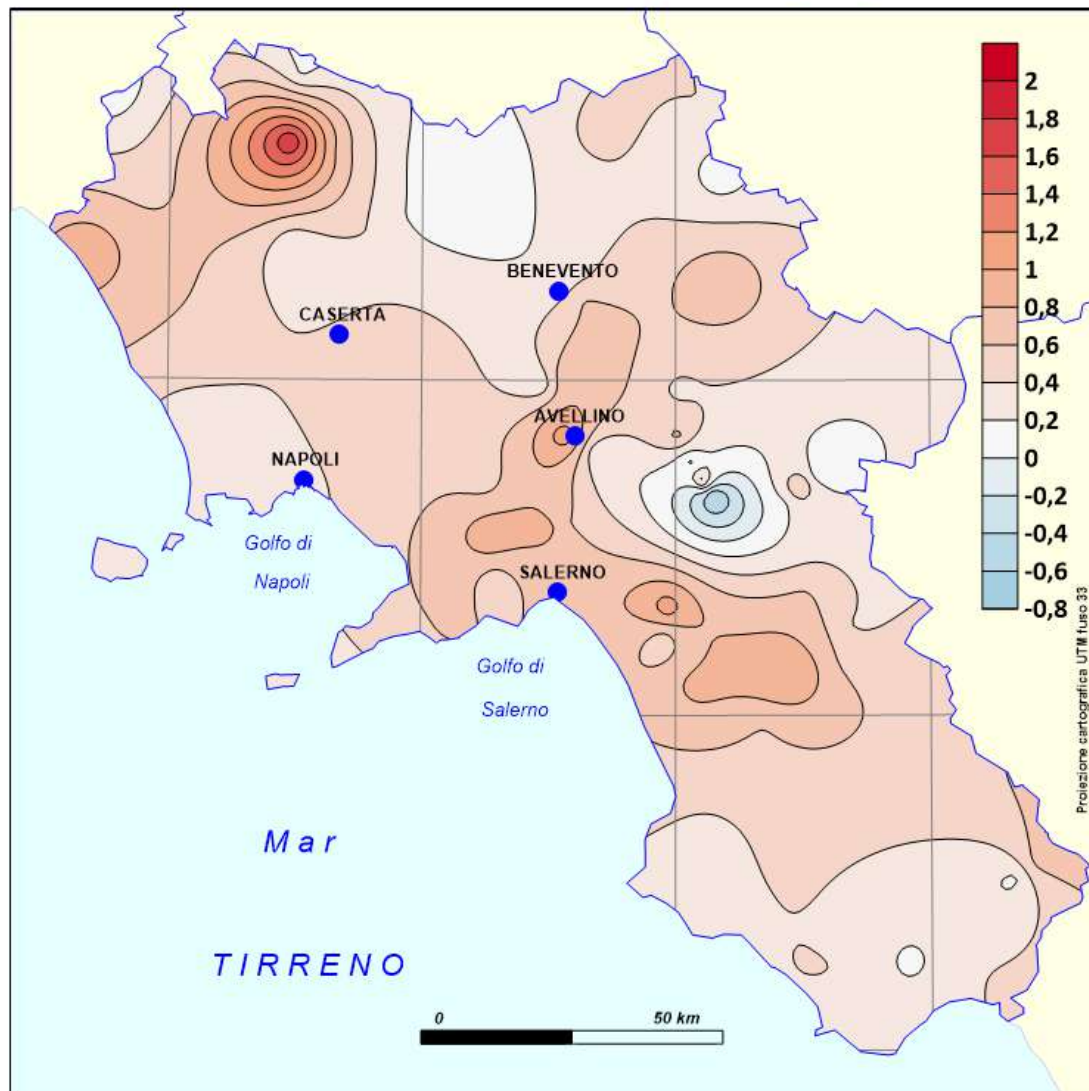 2
1,8
1,6
1,4
1,2
1
0,8
0,6
0,4
0,2
0
-0,2
-0,4
-0,6
-0,8
BENEVENTO
CASERTA
AVELLINO
NAPOLI
Golfo di
Napoli
SALERNO
Golfo di
Salerno
Mar
TIRRENO
0 50 km
Proiezione cartografica UTM fuso 33